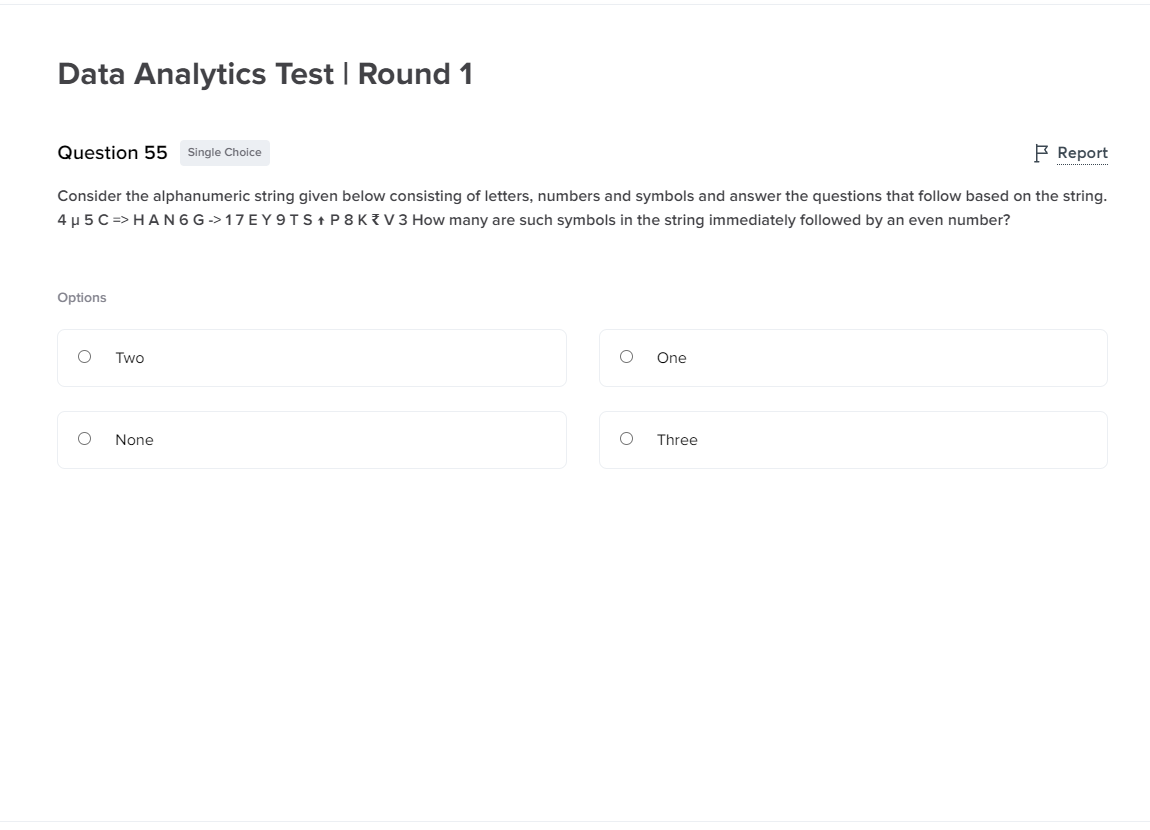 Data Analytics Test | Round 1
Question 55 Single Choice Report
Consider the alphanumeric string given below consisting of letters, numbers and symbols and answer the questions that follow based on the string.
4 μ 5 C => H A N 6 G -> 1 7 E Y 9 T S ↑ P 8 K ₹ V 3 How many are such symbols in the string immediately followed by an even number?
Options
Two
One
None
Three